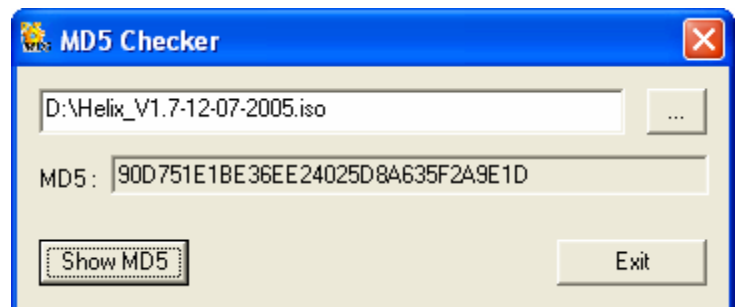 MD5 Checker
D:\Helix_V1.7-12-07-2005.iso
...
MD5 : 90D751E1BE36EE24025D8A635F2A9E1D
Show MD5 Exit